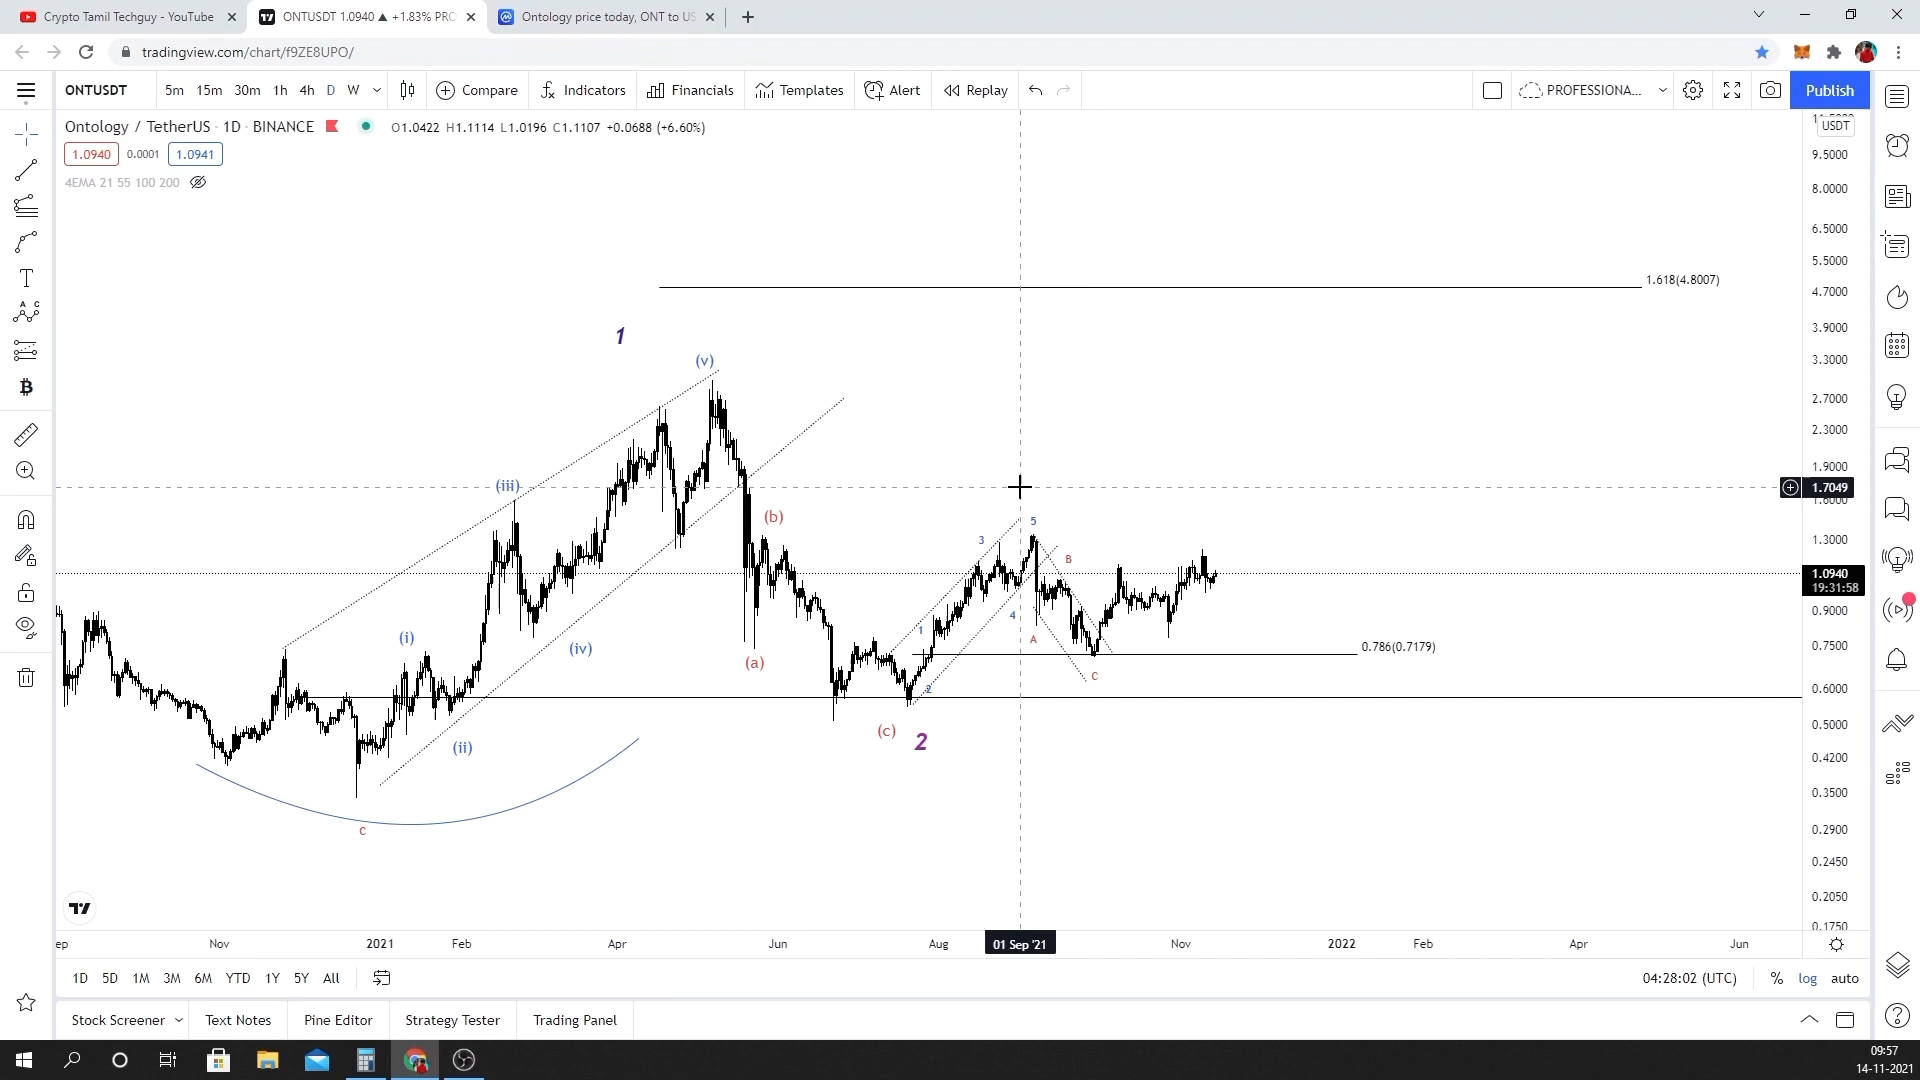 Crypto Tamil Techguy - YouTube
ONTUSDT 1.0940 ▲ +1.83% PRO
Ontology price today, ONT to US
tradingview.com/chart/f9ZE8UPO/
ONTUSDT 5m 15m 30m 1h 4h D W Compare Indicators Financials Templates Alert Replay PROFESSIONA... Publish
Ontology / TetherUS · 1D · BINANCE O1.0422 H1.1114 L1.0196 C1.1107 +0.0688 (+6.60%)
1.0940 0.0001 1.0941
4EMA 21 55 100 200
USDT
9.5000
8.0000
6.5000
5.5000
4.7000
3.9000
3.3000
2.7000
2.3000
1.9000
1.7049
1.3000
1.0940
19:31:58
0.9000
0.7500
0.6000
0.5000
0.4200
0.3500
0.2900
0.2450
0.2050
0.1750
1.618(4.8007)
1
(v)
(iii)
(b)
5
3
B
1
4
(i)
A
(iv)
0.786(0.7179)
(a)
C
2
(c)
2
(ii)
C
ep Nov 2021 Feb Apr Jun Aug 01 Sep '21 Nov 2022 Feb Apr Jun
1D 5D 1M 3M 6M YTD 1Y 5Y All 04:28:02 (UTC) % log auto
Stock Screener Text Notes Pine Editor Strategy Tester Trading Panel
09:57
14-11-2021